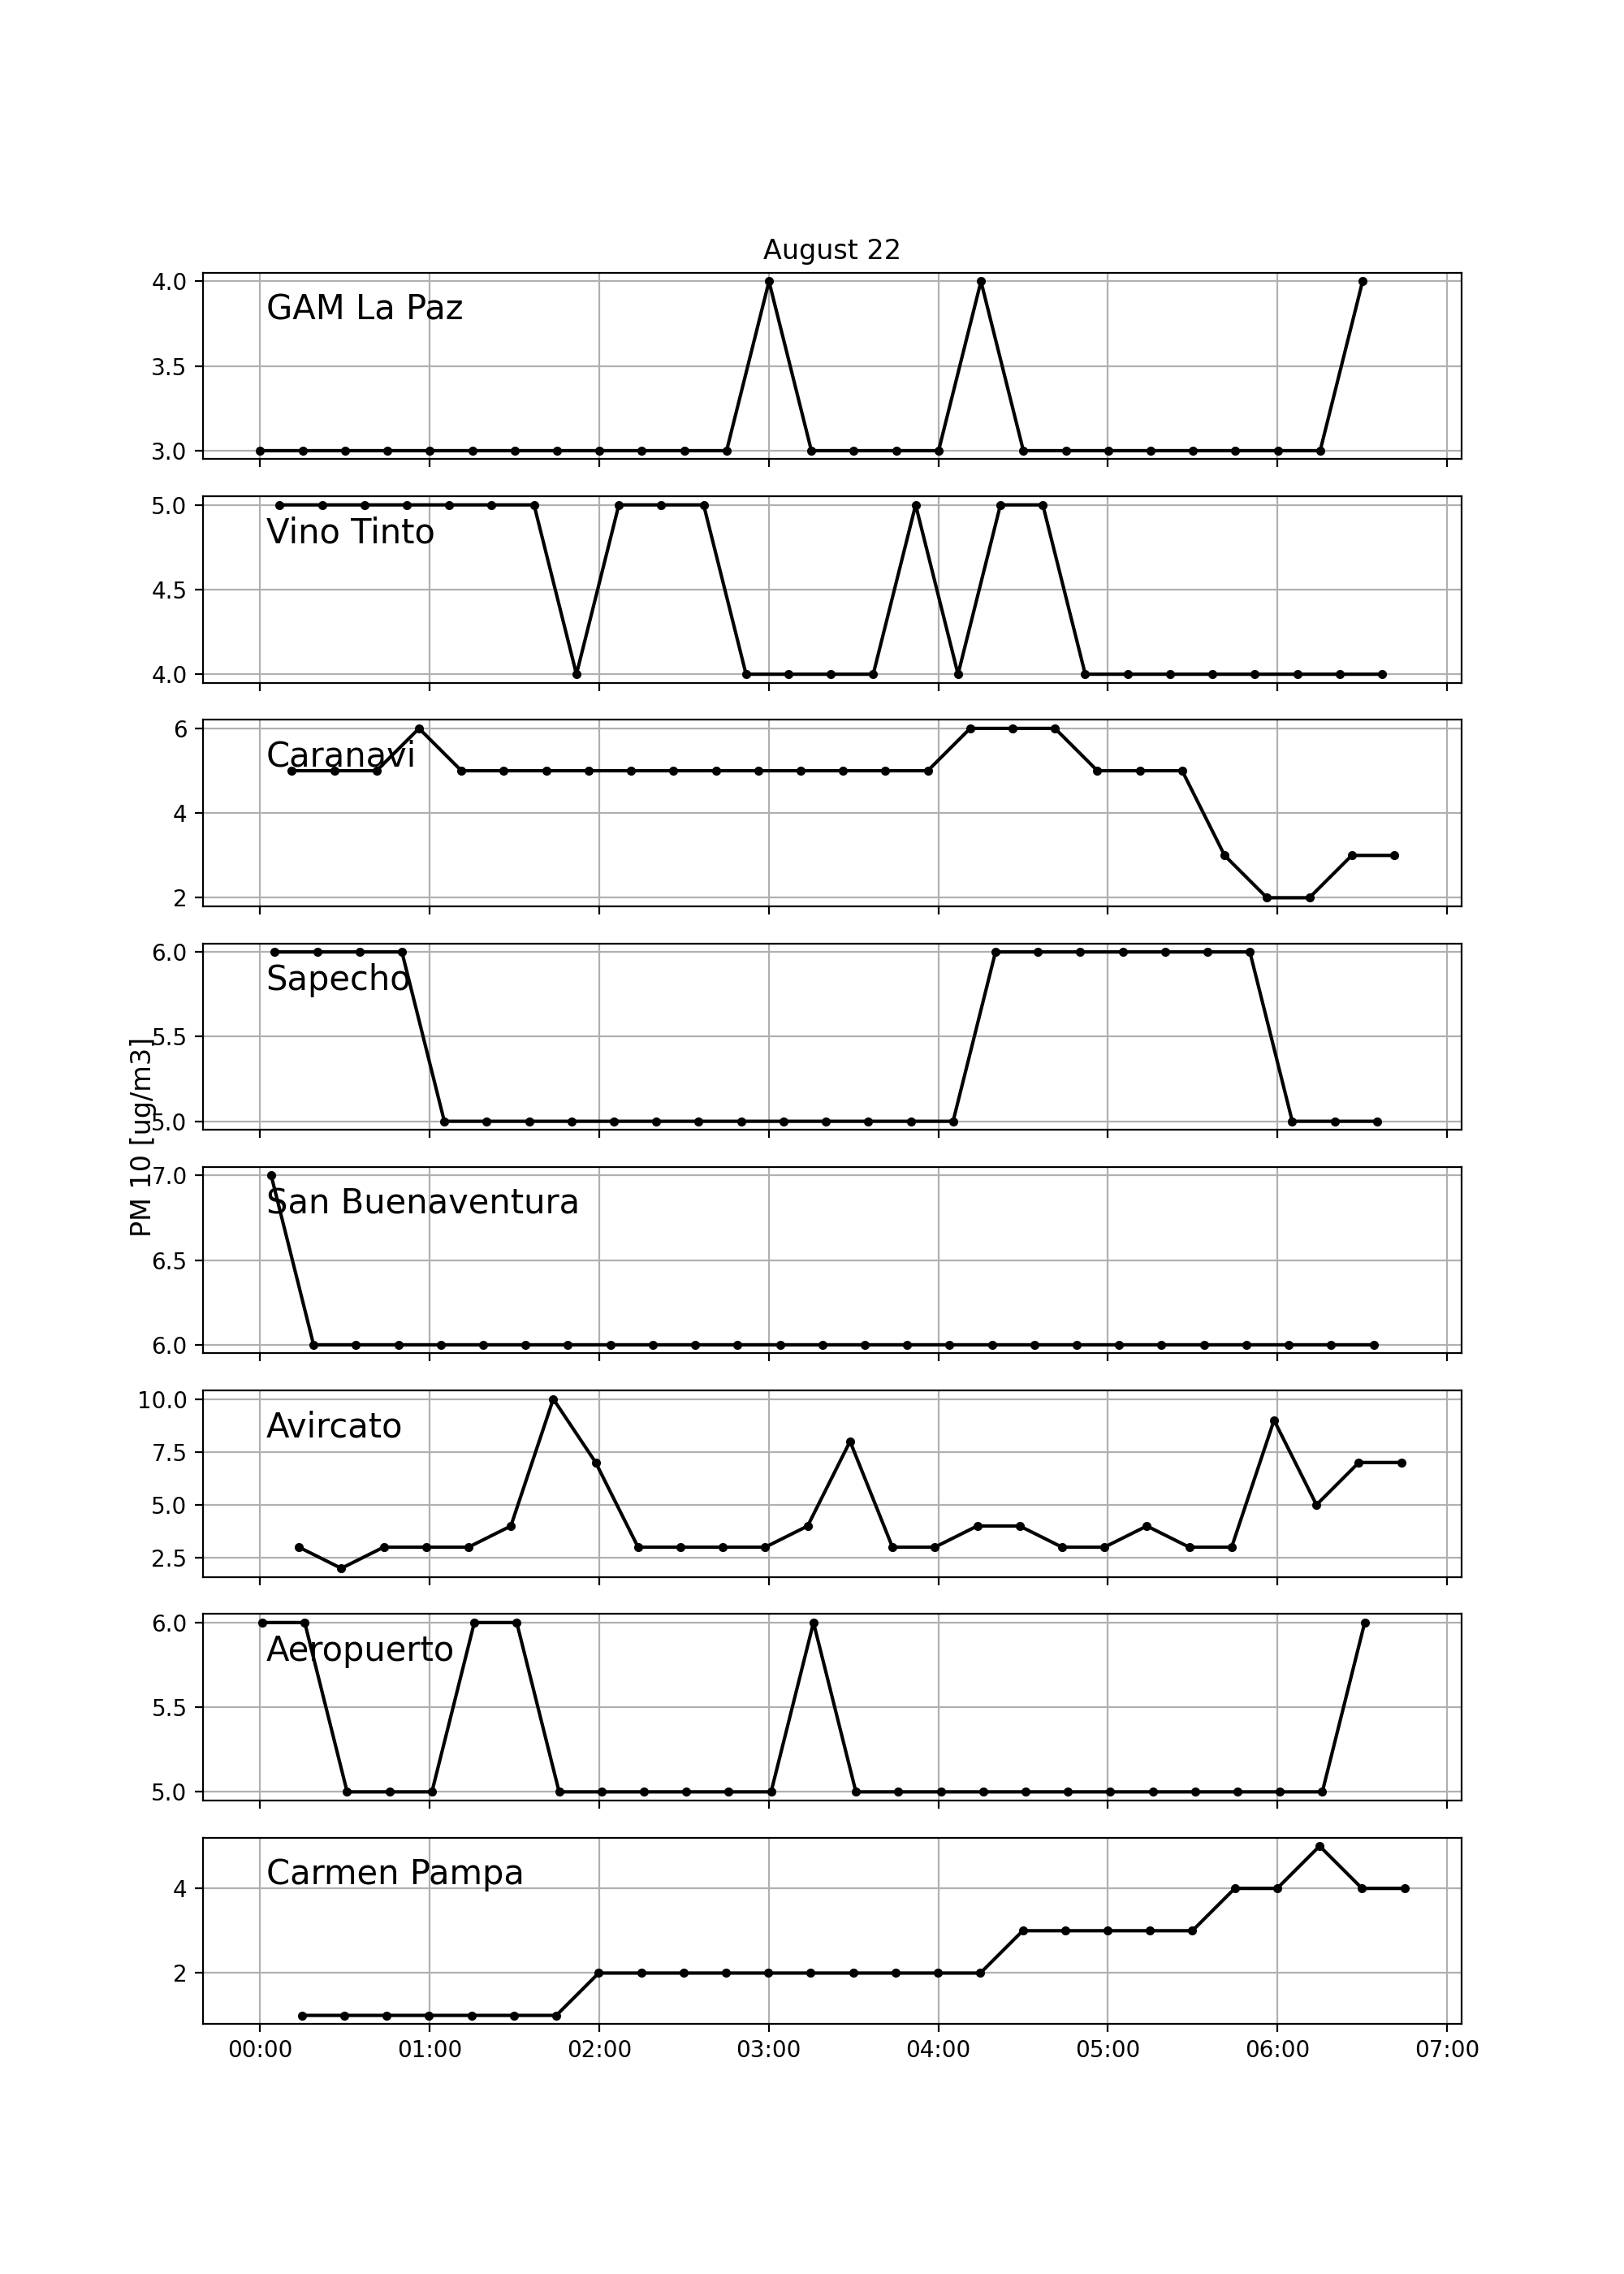 August 22
4.0
GAM La Paz
3.5
3.0
5.0
Vino Tinto
4.5
4.0
6
Caranavi
4
2
6.0
Sapecho
5.5
5.0
PM 10 [ug/m3]
7.0
San Buenaventura
6.5
6.0
10.0
Avircato
7.5
5.0
2.5
6.0
Aeropuerto
5.5
5.0
Carmen Pampa
4
2
00:00 01:00 02:00 03:00 04:00 05:00 06:00 07:00